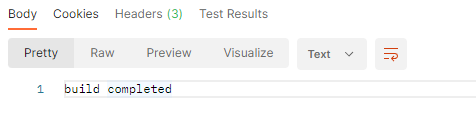 Body Cookies Headers (3) Test Results
Pretty Raw Preview Visualize Text
1 build completed